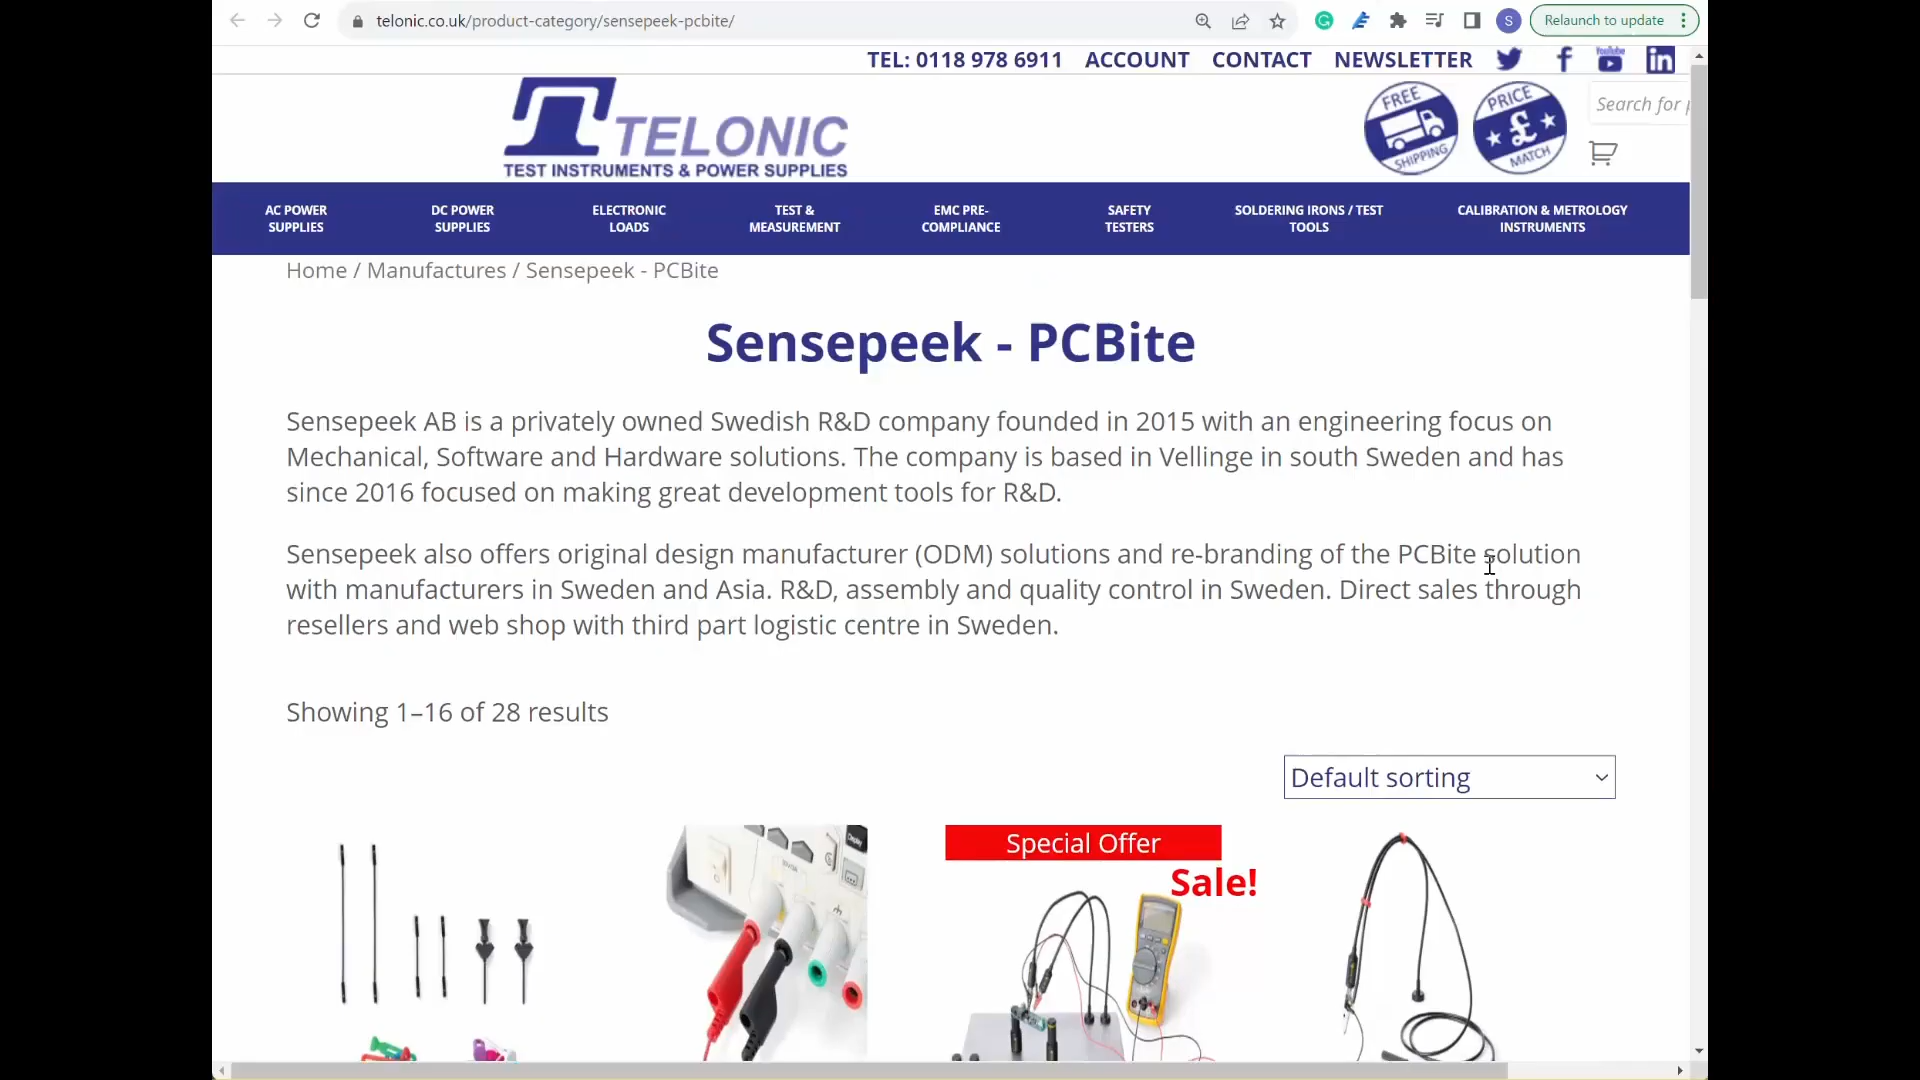 telonic.co.uk/product-category/sensepeek-pcbite/
S
Relaunch to update
TEL: 0118 978 6911 ACCOUNT CONTACT NEWSLETTER
YouTube
in
TELONIC
TEST INSTRUMENTS & POWER SUPPLIES
FREE
SHIPPING
PRICE
£
MATCH
Search for
AC POWER
SUPPLIES
DC POWER
SUPPLIES
ELECTRONIC
LOADS
TEST &
MEASUREMENT
EMC PRE-
COMPLIANCE
SAFETY
TESTERS
SOLDERING IRONS / TEST
TOOLS
CALIBRATION & METROLOGY
INSTRUMENTS
Home / Manufactures / Sensepeek - PCBite
Sensepeek - PCBite
Sensepeek AB is a privately owned Swedish R&D company founded in 2015 with an engineering focus on
Mechanical, Software and Hardware solutions. The company is based in Vellinge in south Sweden and has
since 2016 focused on making great development tools for R&D.
Sensepeek also offers original design manufacturer (ODM) solutions and re-branding of the PCBite solution
with manufacturers in Sweden and Asia. R&D, assembly and quality control in Sweden. Direct sales through
resellers and web shop with third part logistic centre in Sweden.
Showing 1–16 of 28 results
Default sorting
Special Offer
Sale!